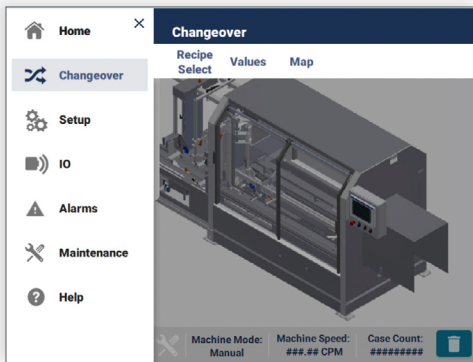 Home
Changeover
Setup
IO
Alarms
Maintenance
Help
Changeover
Recipe
Select
Values
Map
Machine Mode:
Manual
Machine Speed:
###.## CPM
Case Count:
#########